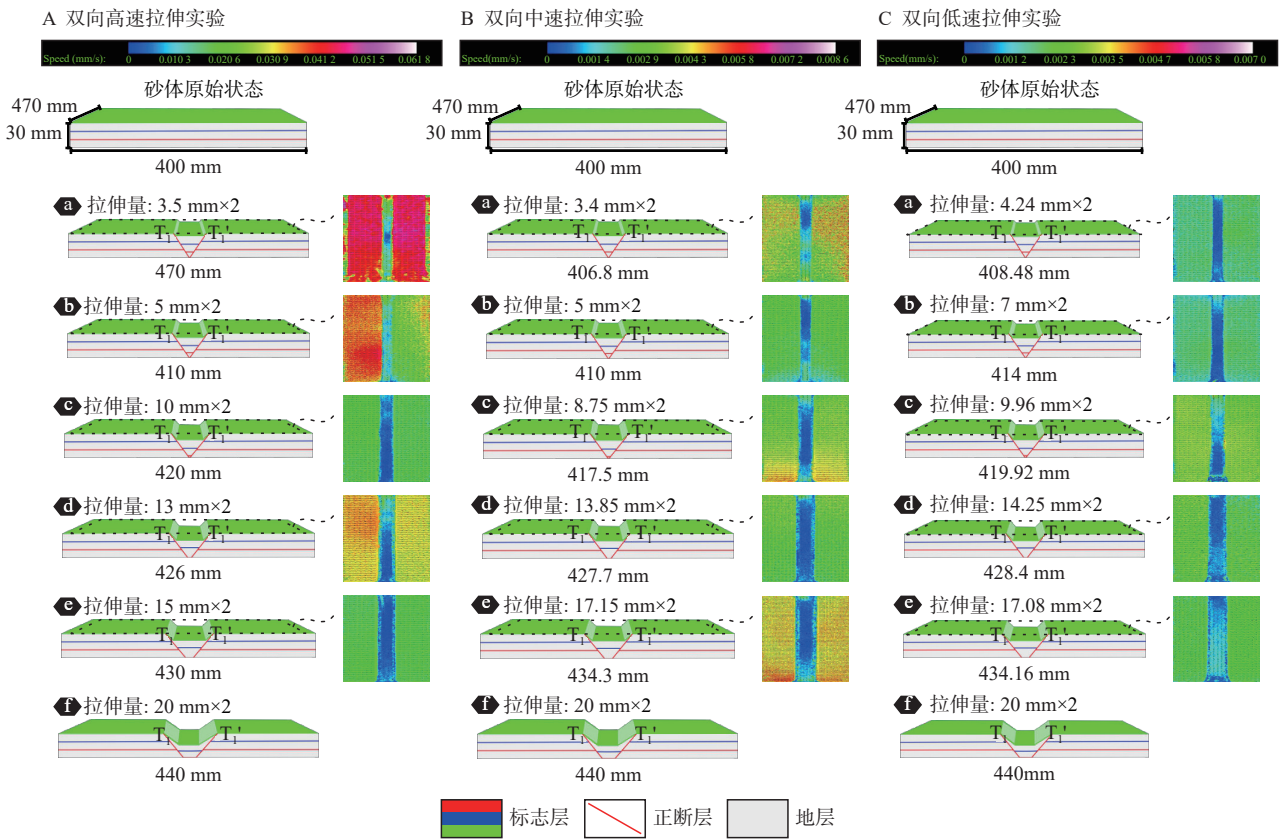 A 双向高速拉伸实验
Speed (mm/s): 0 0.010 3 0.020 6 0.030 9 0.041 2 0.051 5 0.061 8
砂体原始状态
470 mm
30 mm
400 mm
a 拉伸量: 3.5 mm×2
T₁ T₁'
470 mm
b 拉伸量: 5 mm×2
T₁ T₁'
410 mm
c 拉伸量: 10 mm×2
T₁ T₁'
420 mm
d 拉伸量: 13 mm×2
T₁ T₁'
426 mm
e 拉伸量: 15 mm×2
T₁ T₁'
430 mm
f 拉伸量: 20 mm×2
T₁ T₁'
440 mm
B 双向中速拉伸实验
Speed(mm/s): 0 0.001 4 0.002 9 0.004 3 0.005 8 0.007 2 0.008 6
砂体原始状态
470 mm
30 mm
400 mm
a 拉伸量: 3.4 mm×2
T₁ T₁'
406.8 mm
b 拉伸量: 5 mm×2
T₁ T₁'
410 mm
c 拉伸量: 8.75 mm×2
T₁ T₁'
417.5 mm
d 拉伸量: 13.85 mm×2
T₁ T₁'
427.7 mm
e 拉伸量: 17.15 mm×2
T₁ T₁'
434.3 mm
f 拉伸量: 20 mm×2
T₁ T₁'
440 mm
C 双向低速拉伸实验
Speed(mm/s): 0 0.001 2 0.002 3 0.003 5 0.004 7 0.005 8 0.007 0
砂体原始状态
470 mm
30 mm
400 mm
a 拉伸量: 4.24 mm×2
T₁ T₁'
408.48 mm
b 拉伸量: 7 mm×2
T₁ T₁'
414 mm
c 拉伸量: 9.96 mm×2
T₁ T₁'
419.92 mm
d 拉伸量: 14.25 mm×2
T₁ T₁'
428.4 mm
e 拉伸量: 17.08 mm×2
T₁ T₁'
434.16 mm
f 拉伸量: 20 mm×2
T₁ T₁'
440mm
标志层 正断层 地层